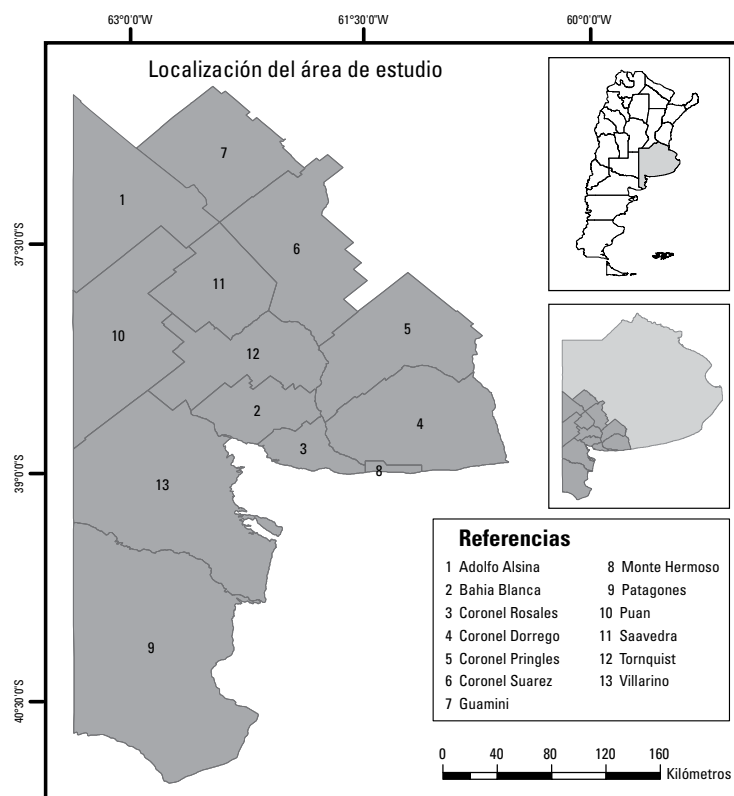 63°0'0"O
61°30'0"O
60°0'0"O
Localización del área de estudio
7
1
6
37°30'0"S
11
5
10
12
2
4
3
8
39°0'0"S
13
9
40°30'0"S
Referencias
1 Adolfo Alsina
2 Bahia Blanca
3 Coronel Rosales
4 Coronel Dorrego
5 Coronel Pringles
6 Coronel Suarez
7 Guamini
8 Monte Hermoso
9 Patagones
10 Puan
11 Saavedra
12 Tornquist
13 Villarino
0 40 80 120 160
Kilómetros